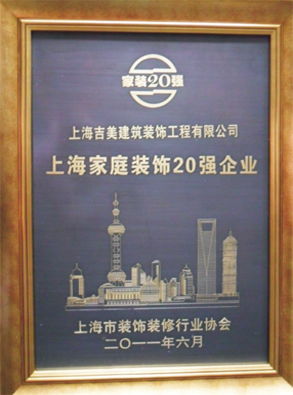 家装20强
上海吉美建筑装饰工程有限公司
上海家庭装饰20强企业
上海市装饰装修行业协会
二〇一一年六月